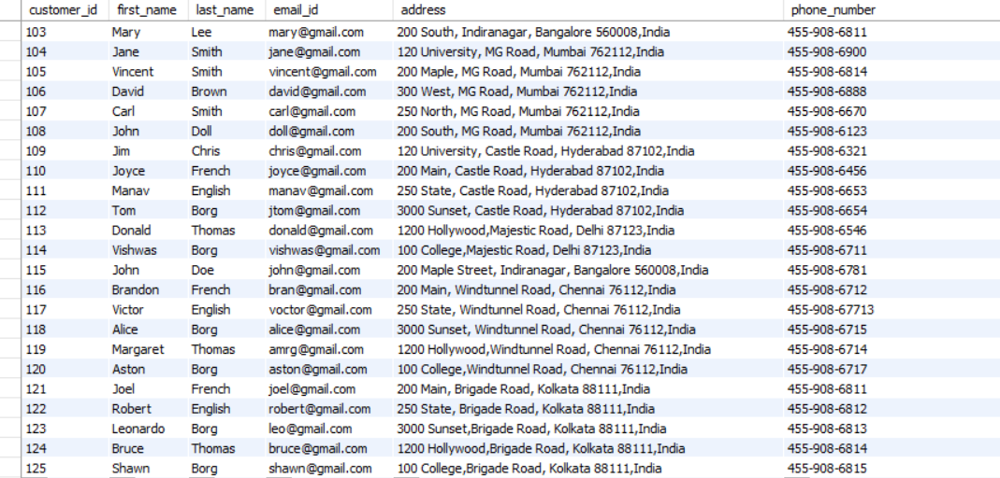 customer_id first_name last_name email_id address phone_number
103 Mary Lee mary@gmail.com 200 South, Indiranagar, Bangalore 560008,India 455-908-6811
104 Jane Smith jane@gmail.com 120 University, MG Road, Mumbai 762112,India 455-908-6900
105 Vincent Smith vincent@gmail.com 200 Maple, MG Road, Mumbai 762112,India 455-908-6814
106 David Brown david@gmail.com 300 West, MG Road, Mumbai 762112,India 455-908-6888
107 Carl Smith carl@gmail.com 250 North, MG Road, Mumbai 762112,India 455-908-6670
108 John Doll doll@gmail.com 200 South, MG Road, Mumbai 762112,India 455-908-6123
109 Jim Chris chris@gmail.com 120 University, Castle Road, Hyderabad 87102,India 455-908-6321
110 Joyce French joyce@gmail.com 200 Main, Castle Road, Hyderabad 87102,India 455-908-6456
111 Manav English manav@gmail.com 250 State, Castle Road, Hyderabad 87102,India 455-908-6653
112 Tom Borg jtom@gmail.com 3000 Sunset, Castle Road, Hyderabad 87102,India 455-908-6654
113 Donald Thomas donald@gmail.com 1200 Hollywood,Majestic Road, Delhi 87123,India 455-908-6546
114 Vishwas Borg vishwas@gmail.com 100 College,Majestic Road, Delhi 87123,India 455-908-6711
115 John Doe john@gmail.com 200 Maple Street, Indiranagar, Bangalore 560008,India 455-908-6781
116 Brandon French bran@gmail.com 200 Main, Windtunnel Road, Chennai 76112,India 455-908-6712
117 Victor English voctor@gmail.com 250 State, Windtunnel Road, Chennai 76112,India 455-908-67713
118 Alice Borg alice@gmail.com 3000 Sunset, Windtunnel Road, Chennai 76112,India 455-908-6715
119 Margaret Thomas amrg@gmail.com 1200 Hollywood,Windtunnel Road, Chennai 76112,India 455-908-6714
120 Aston Borg aston@gmail.com 100 College,Windtunnel Road, Chennai 76112,India 455-908-6717
121 Joel French joel@gmail.com 200 Main, Brigade Road, Kolkata 88111,India 455-908-6811
122 Robert English robert@gmail.com 250 State, Brigade Road, Kolkata 88111,India 455-908-6812
123 Leonardo Borg leo@gmail.com 3000 Sunset,Brigade Road, Kolkata 88111,India 455-908-6813
124 Bruce Thomas bruce@gmail.com 1200 Hollywood,Brigade Road, Kolkata 88111,India 455-908-6814
125 Shawn Borg shawn@gmail.com 100 College,Brigade Road, Kolkata 88111,India 455-908-6815